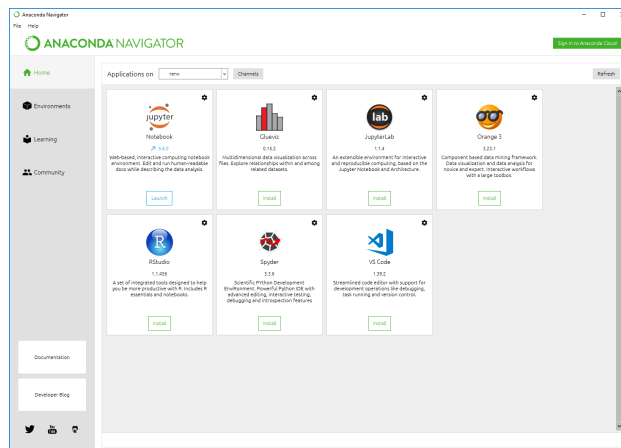 Anaconda Navigator
File Help
ANACONDA NAVIGATOR
Sign in to Anaconda Cloud
Home
Environments
Learning
Community
Documentation
Developer Blog
Applications on renv Channels Refresh
jupyter
Notebook
5.6.0
Web-based, interactive computing notebook
environment. Edit and run human-readable
docs while describing the data analysis.
Launch
Glueviz
0.15.2
Multidimensional data visualization across
files. Explore relationships within and among
related datasets.
Install
lab
JupyterLab
1.1.4
An extensible environment for interactive
and reproducible computing, based on the
Jupyter Notebook and Architecture.
Install
Orange 3
3.23.1
Component based data mining framework.
Data visualization and data analysis for
novice and expert. Interactive workflows
with a large toolbox.
Install
R
RStudio
1.1.456
A set of integrated tools designed to help
you be more productive with R. Includes R
essentials and notebooks.
Install
Spyder
3.3.6
Scientific PYthon Development
EnviRonment. Powerful Python IDE with
advanced editing, interactive testing,
debugging and introspection features
Install
VS Code
1.39.2
Streamlined code editor with support for
development operations like debugging,
task running and version control.
Install